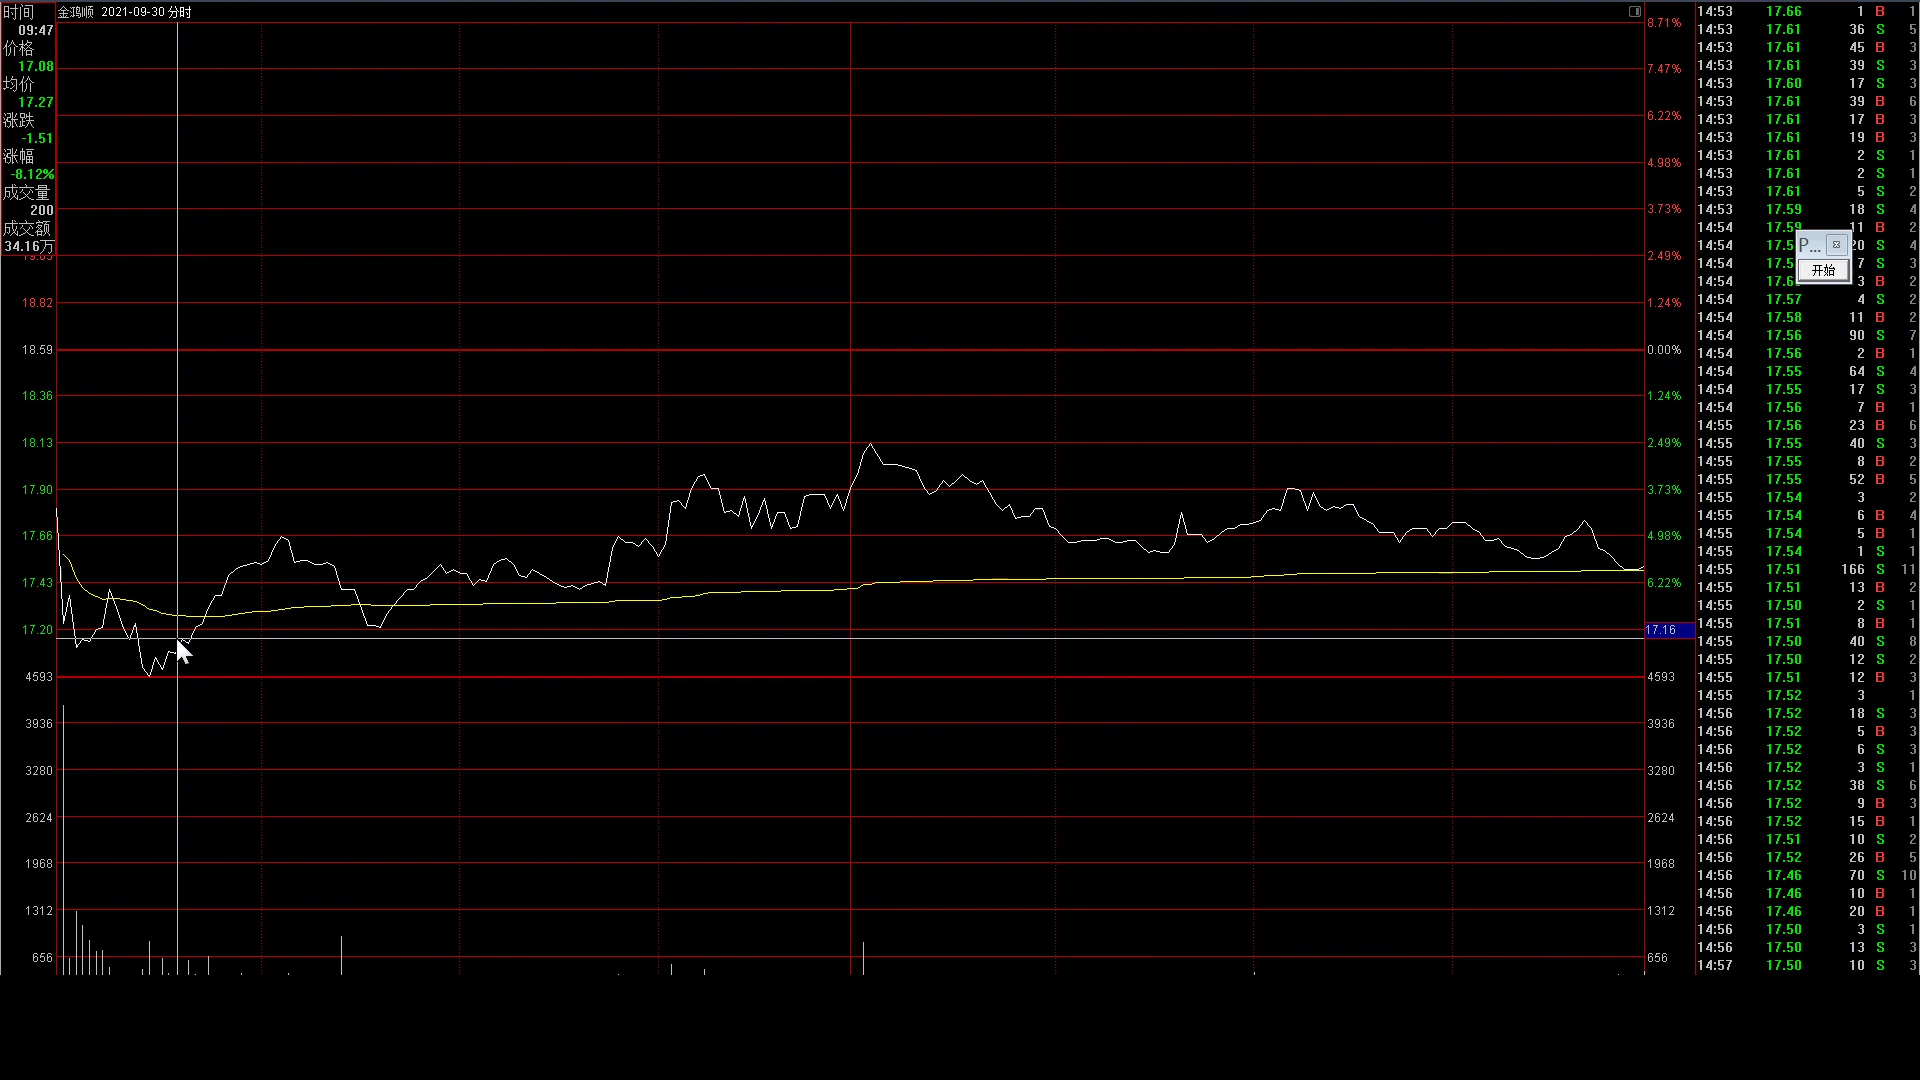 时间
金鸿顺 2021-09-30 分时
09:47
价格
17.08
均价
17.27
涨跌
-1.51
涨幅
-8.12%
成交量
200
成交额
34.16万
18.82
18.59
18.36
18.13
17.90
17.66
17.43
17.20
4593
3936
3280
2624
1968
1312
656
8.71%
7.47%
6.22%
4.98%
3.73%
2.49%
1.24%
0.00%
1.24%
2.49%
3.73%
4.98%
6.22%
17.16
4593
3936
3280
2624
1968
1312
656
14:53 17.66 1 B 1
14:53 17.61 36 S 5
14:53 17.61 45 B 3
14:53 17.61 39 S 3
14:53 17.60 17 S 3
14:53 17.61 39 B 6
14:53 17.61 17 B 3
14:53 17.61 19 B 3
14:53 17.61 2 S 1
14:53 17.61 2 S 1
14:53 17.61 5 S 2
14:53 17.59 18 S 4
14:54 17.59 11 B 2
14:54 17.5 20 S 4
14:54 17.5 7 S 3
14:54 17.6 3 B 2
P...
开始
14:54 17.57 4 S 2
14:54 17.58 11 B 2
14:54 17.56 90 S 7
14:54 17.56 2 B 1
14:54 17.55 64 S 4
14:54 17.55 17 S 3
14:54 17.56 7 B 1
14:55 17.56 23 B 6
14:55 17.55 40 S 3
14:55 17.55 8 B 2
14:55 17.55 52 B 5
14:55 17.54 3 2
14:55 17.54 6 B 4
14:55 17.54 5 B 1
14:55 17.54 1 S 1
14:55 17.51 166 S 11
14:55 17.51 13 B 2
14:55 17.50 2 S 1
14:55 17.51 8 B 1
14:55 17.50 40 S 8
14:55 17.50 12 S 2
14:55 17.51 12 B 3
14:55 17.52 3 1
14:56 17.52 18 S 3
14:56 17.52 5 B 3
14:56 17.52 6 S 3
14:56 17.52 3 S 1
14:56 17.52 38 S 6
14:56 17.52 9 B 3
14:56 17.52 15 B 1
14:56 17.51 10 S 2
14:56 17.52 26 B 5
14:56 17.46 70 S 10
14:56 17.46 10 B 1
14:56 17.46 20 B 1
14:56 17.50 3 S 1
14:56 17.50 13 S 3
14:57 17.50 10 S 3